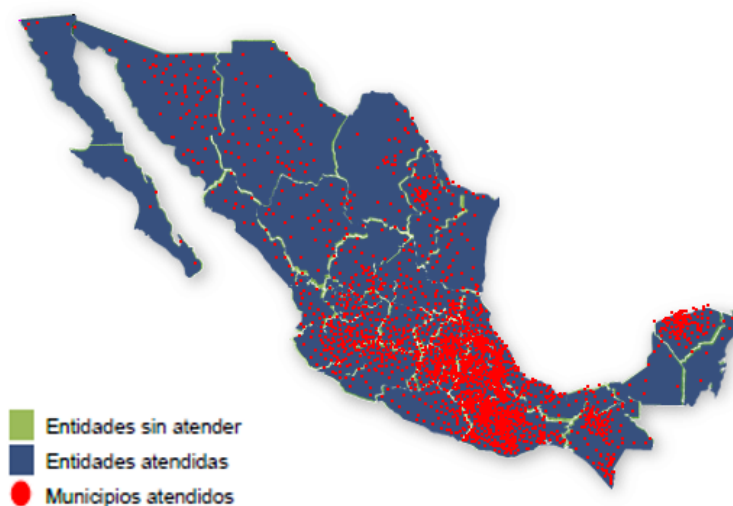 Entidades sin atender
Entidades atendidas
Municipios atendidos